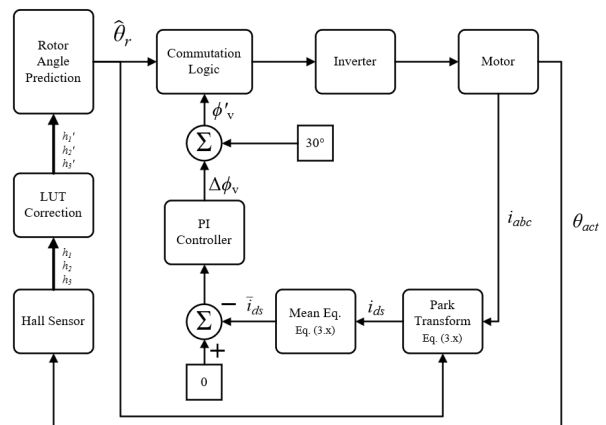 Rotor
Angle
Prediction
θ̂r
Commutation
Logic
Inverter
Motor
ϕ'v
Σ
30°
h1'
h2'
h3'
Δϕv
LUT
Correction
PI
Controller
iabc
θact
h1
h2
h3
Hall Sensor
Σ
−
i̅ds
Mean Eq.
Eq. (3.x)
ids
Park
Transform
Eq. (3.x)
+
0